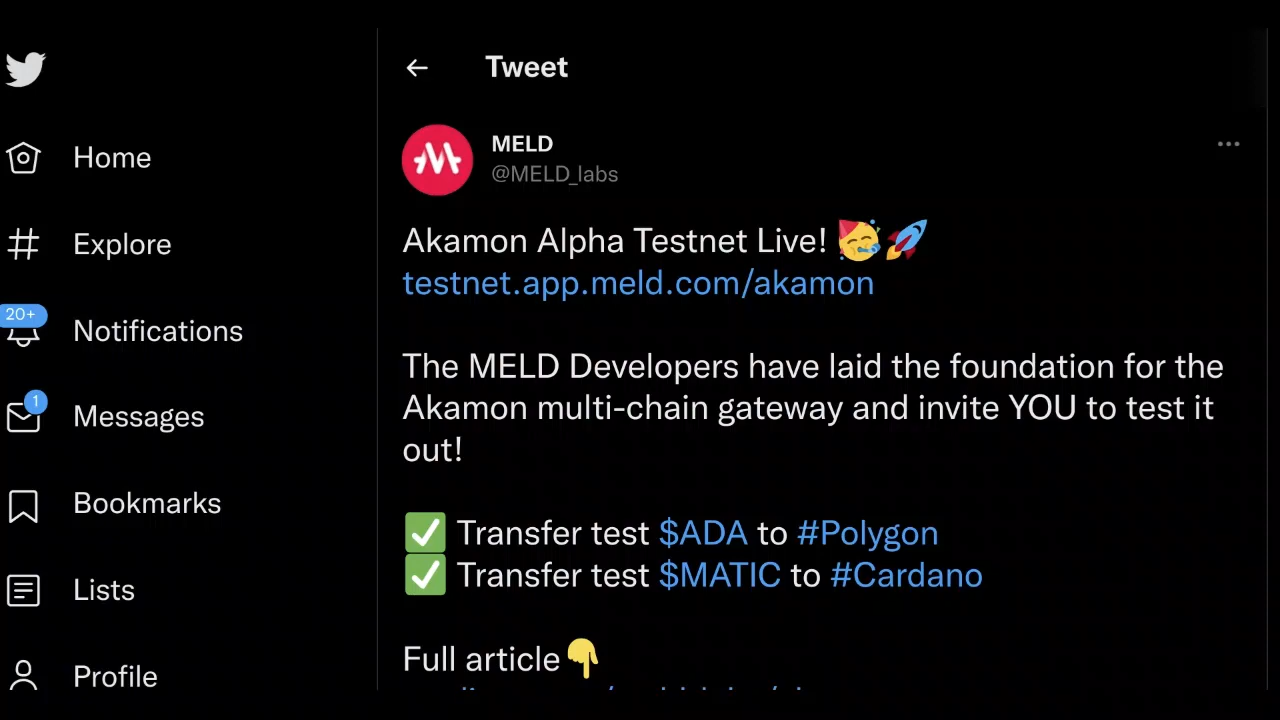 Tweet
Home
Explore
20+
Notifications
1
Messages
Bookmarks
Lists
Profile
MELD
@MELD_labs
Akamon Alpha Testnet Live! 🥳🚀
testnet.app.meld.com/akamon
The MELD Developers have laid the foundation for the
Akamon multi-chain gateway and invite YOU to test it
out!
✅ Transfer test $ADA to #Polygon
✅ Transfer test $MATIC to #Cardano
Full article👇